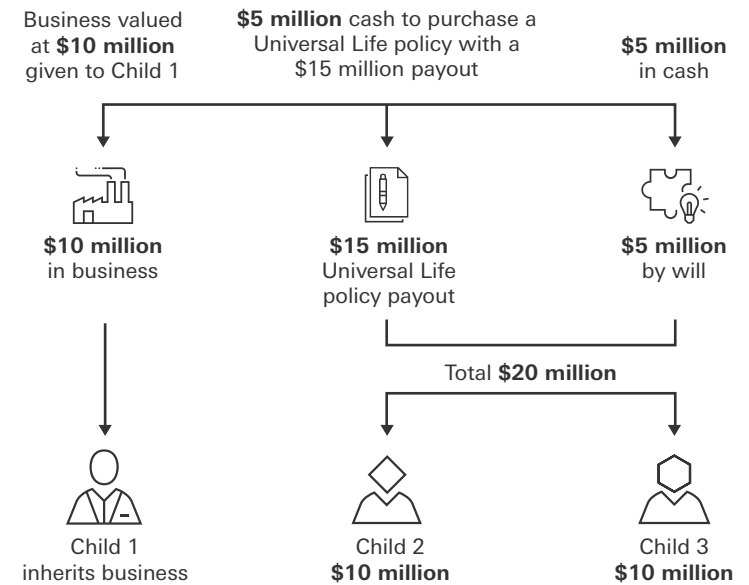 Business valued
at $10 million
given to Child 1
$5 million cash to purchase a
Universal Life policy with a
$15 million payout
$5 million
in cash
$10 million
in business
$15 million
Universal Life
policy payout
$5 million
by will
Total $20 million
Child 1
inherits business
Child 2
$10 million
Child 3
$10 million